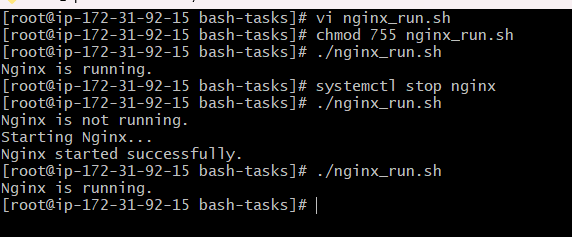 [root@ip-172-31-92-15 bash-tasks]# vi nginx_run.sh
[root@ip-172-31-92-15 bash-tasks]# chmod 755 nginx_run.sh
[root@ip-172-31-92-15 bash-tasks]# ./nginx_run.sh
Nginx is running.
[root@ip-172-31-92-15 bash-tasks]# systemctl stop nginx
[root@ip-172-31-92-15 bash-tasks]# ./nginx_run.sh
Nginx is not running.
Starting Nginx...
Nginx started successfully.
[root@ip-172-31-92-15 bash-tasks]# ./nginx_run.sh
Nginx is running.
[root@ip-172-31-92-15 bash-tasks]#